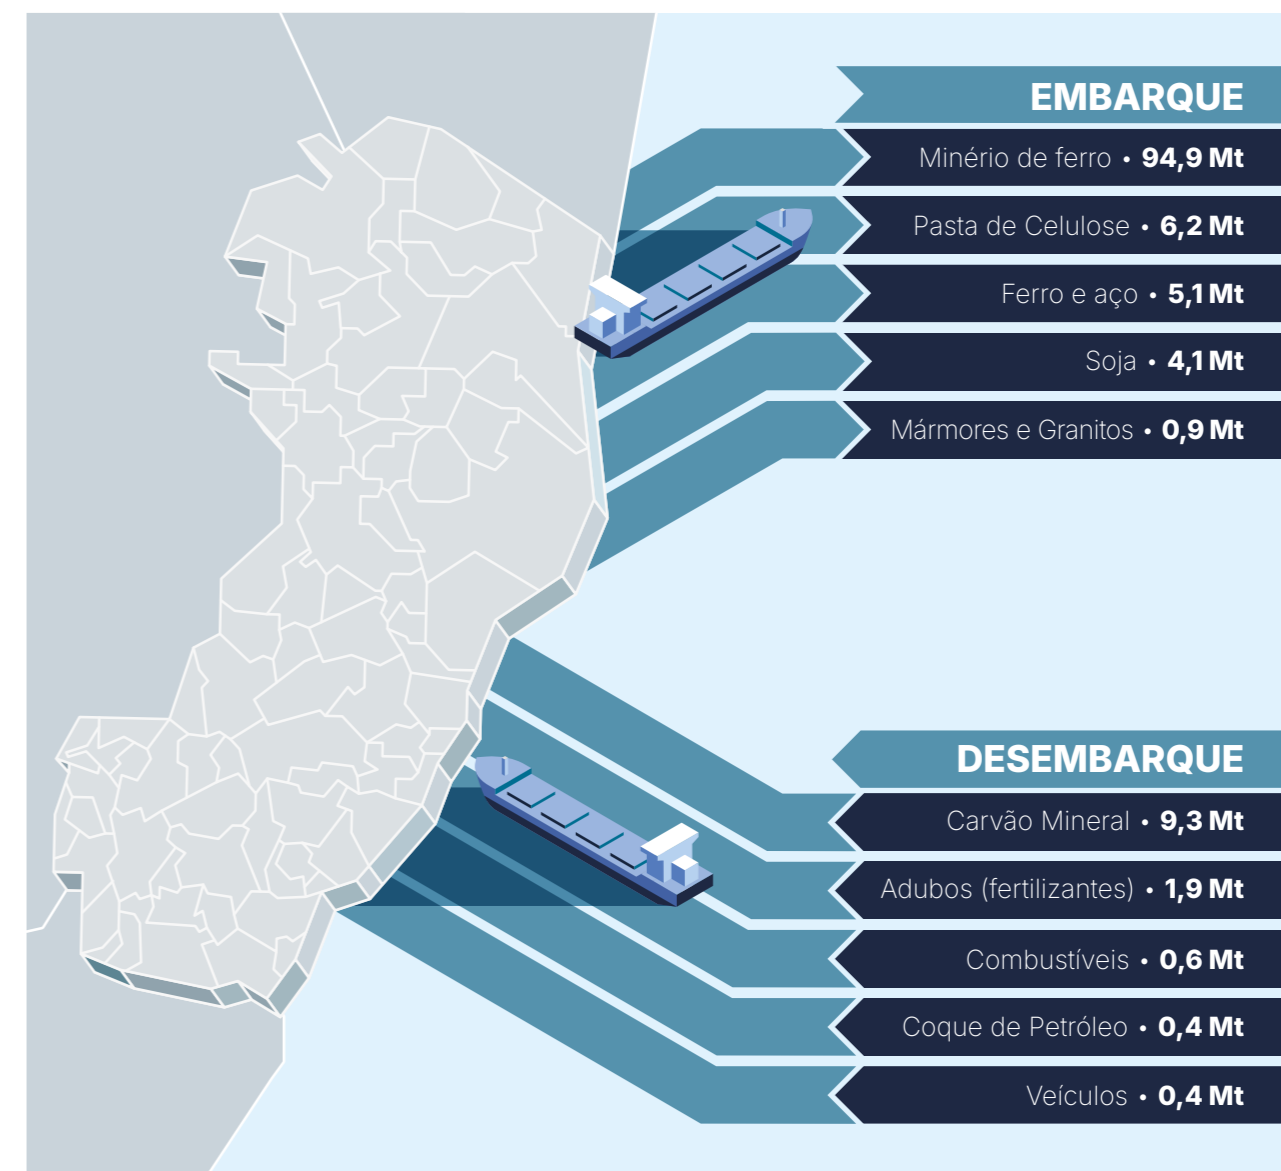 EMBARQUE
Minério de ferro • 94,9 Mt
Pasta de Celulose • 6,2 Mt
Ferro e aço • 5,1 Mt
Soja • 4,1 Mt
Mármores e Granitos • 0,9 Mt
DESEMBARQUE
Carvão Mineral • 9,3 Mt
Adubos (fertilizantes) • 1,9 Mt
Combustíveis • 0,6 Mt
Coque de Petróleo • 0,4 Mt
Veículos • 0,4 Mt